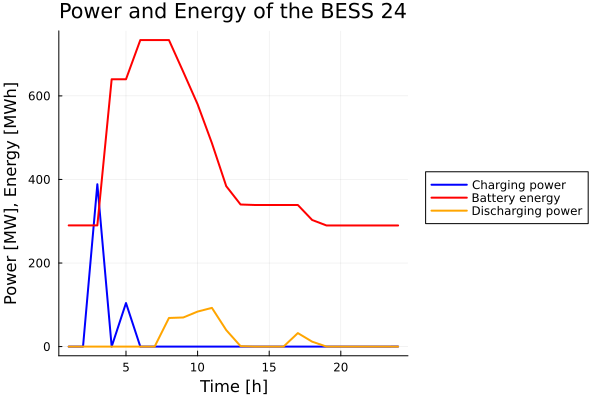 Power and Energy of the BESS 24
Power [MW], Energy [MWh]
600
400
200
0
5
10
15
20
Time [h]
Charging power
Battery energy
Discharging power